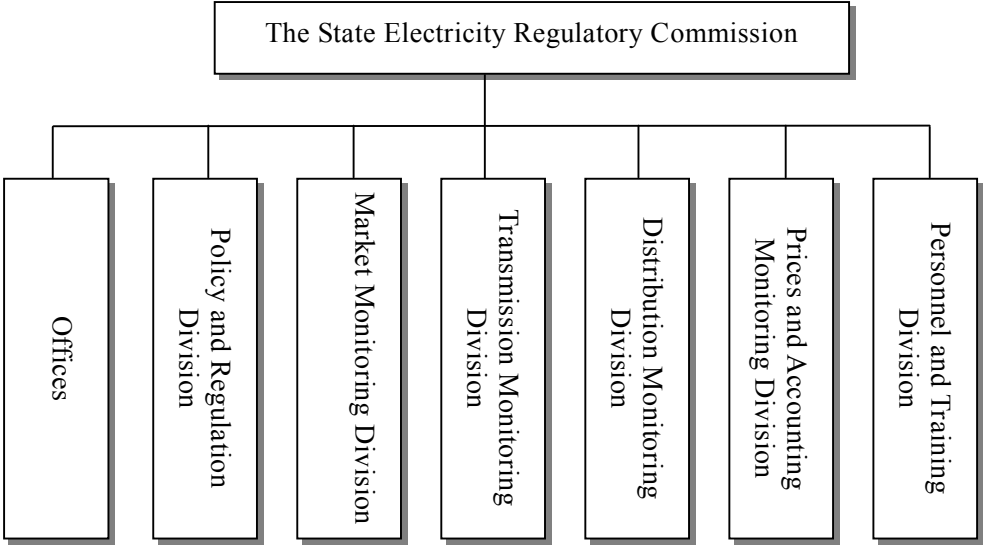 The State Electricity Regulatory Commission
Offices
Policy and Regulation
Division
Market Monitoring Division
Transmission Monitoring
Division
Distribution Monitoring
Division
Prices and Accounting
Monitoring Division
Personnel and Training
Division